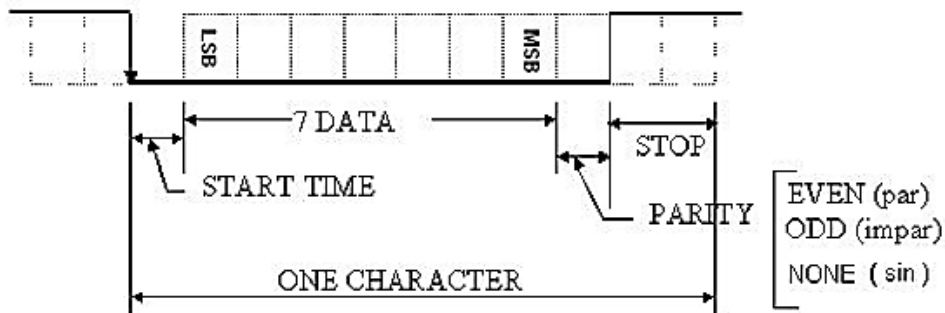 LSB
MSB
7 DATA
STOP
START TIME
PARITY
EVEN (par)
ODD (impar)
NONE ( sin )
ONE CHARACTER